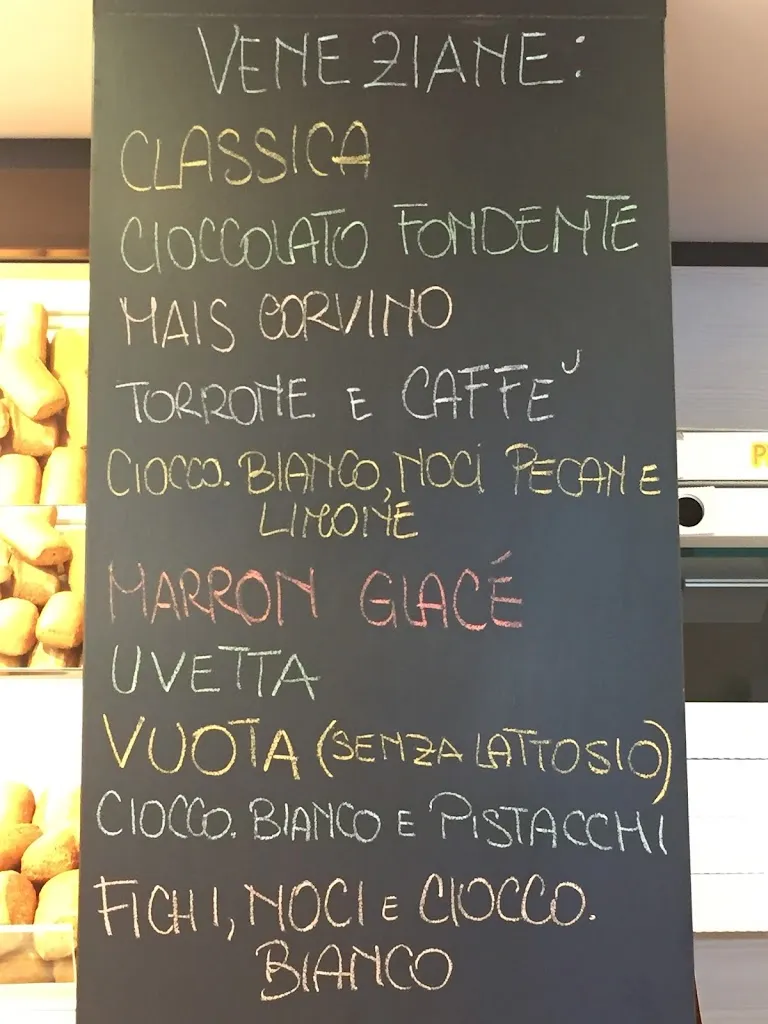 VENEZIANE:
CLASSICA
CIOCCOLATO FONDENTE
MAIS CORVINO
TORRONE E CAFFE'
CIOCCO. BIANCO, NOCI PECAN E
LIMONE
MARRON GLACÉ
UVETTA
VUOTA (SENZA LATTOSIO)
CIOCCO. BIANCO E PISTACCHI
FICHI, NOCI E CIOCCO.
BIANCO